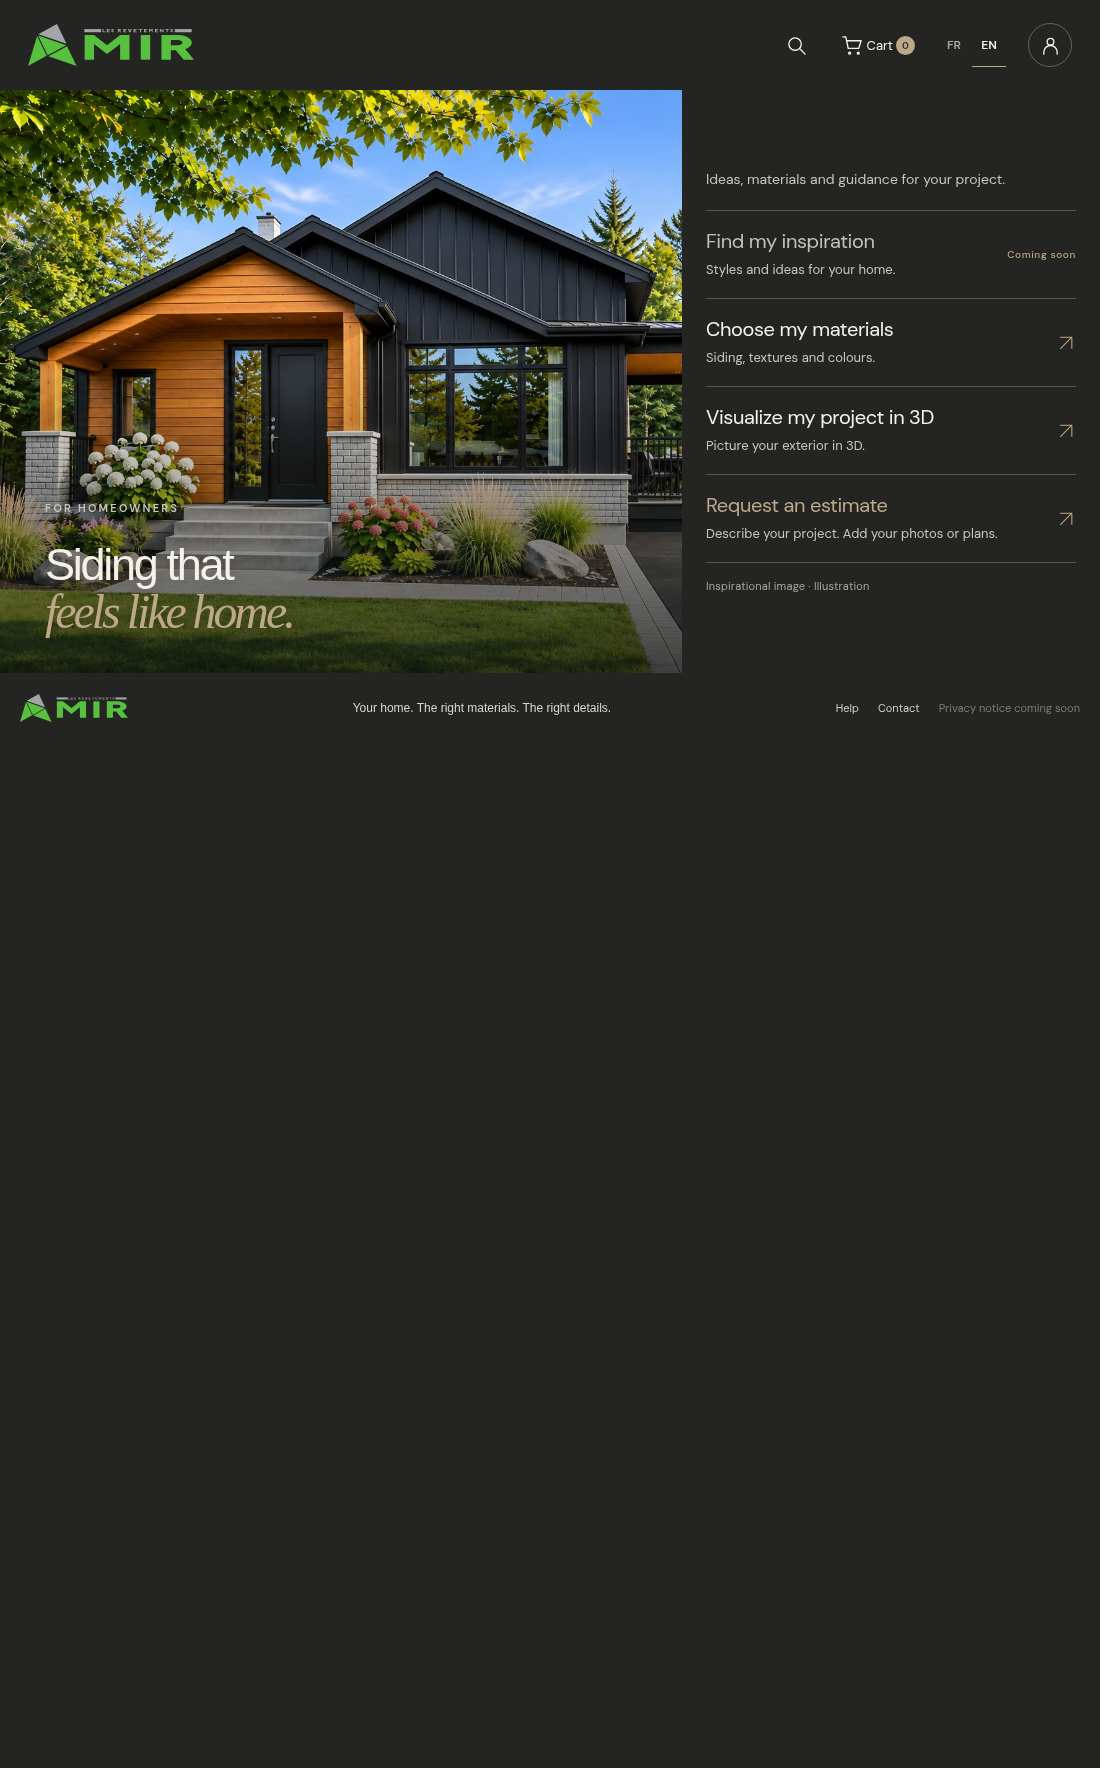 LES REVÊTEMENTS
MIR
Cart 0
FR EN
FOR HOMEOWNERS
Siding that
feels like home.
Ideas, materials and guidance for your project.
Find my inspiration
Styles and ideas for your home.
Coming soon
Choose my materials
Siding, textures and colours.
Visualize my project in 3D
Picture your exterior in 3D.
Request an estimate
Describe your project. Add your photos or plans.
Inspirational image · Illustration
LES REVÊTEMENTS
MIR
Your home. The right materials. The right details.
Help Contact Privacy notice coming soon